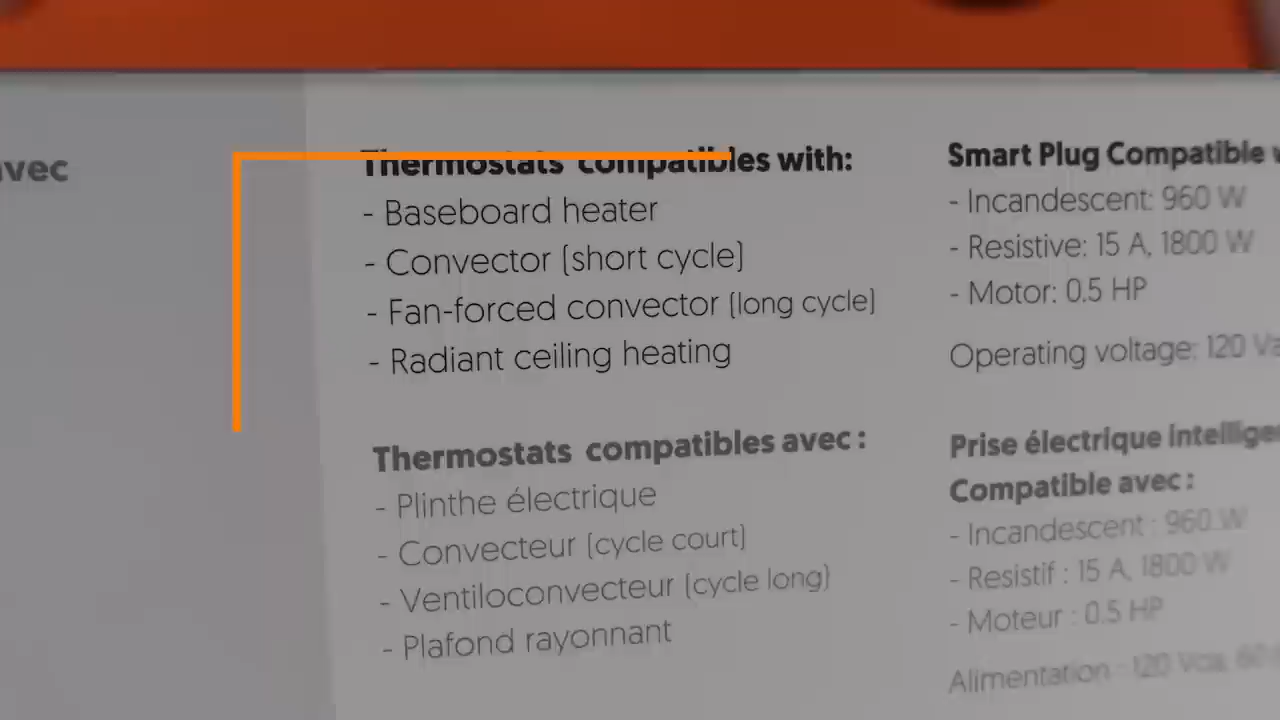 avec
Thermostats compatibles with:
- Baseboard heater
- Convector (short cycle)
- Fan-forced convector (long cycle)
- Radiant ceiling heating
Thermostats compatibles avec :
- Plinthe électrique
- Convecteur (cycle court)
- Ventiloconvecteur (cycle long)
- Plafond rayonnant
Smart Plug Compatible
- Incandescent: 960 W
- Resistive: 15 A, 1800 W
- Motor: 0.5 HP
Operating voltage: 120
Prise électrique
Compatible avec :
- Incandescent : 960 W
- Resistif : 15 A, 1800 W
- Moteur : 0.5 HP
Alimentation : 120 Vca,